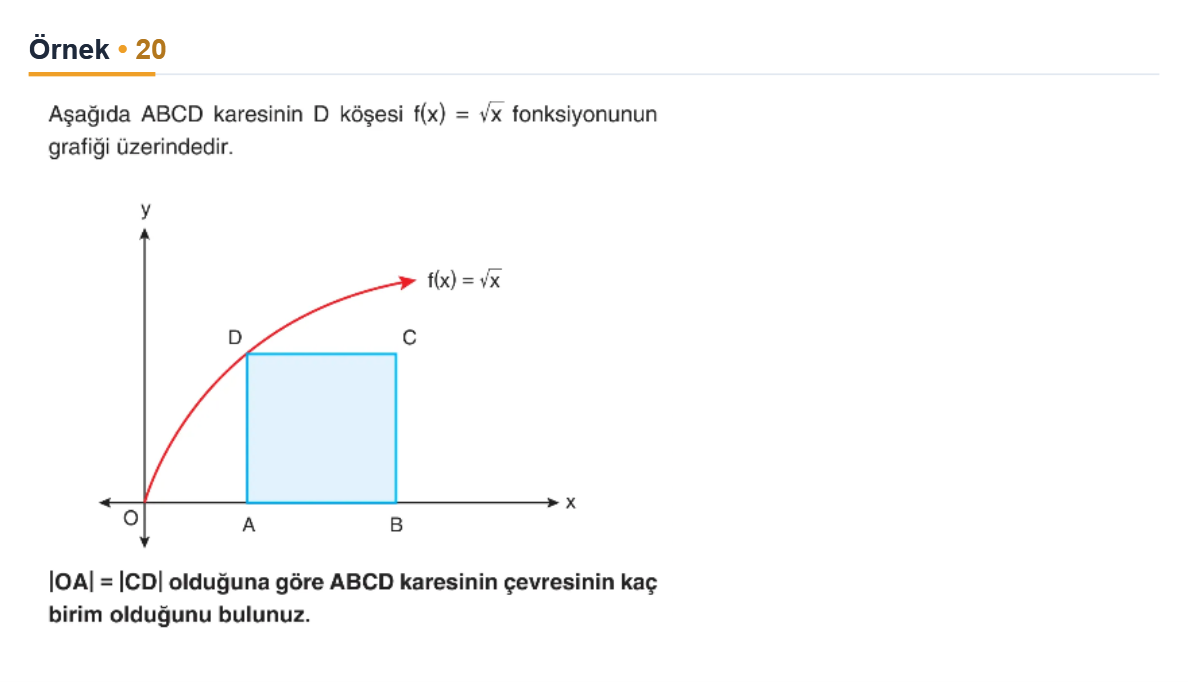 Örnek • 20
Aşağıda ABCD karesinin D köşesi f(x) = √x fonksiyonunun
grafiği üzerindedir.
y
f(x) = √x
D
C
x
O
A
B
|OA| = |CD| olduğuna göre ABCD karesinin çevresinin kaç
birim olduğunu bulunuz.